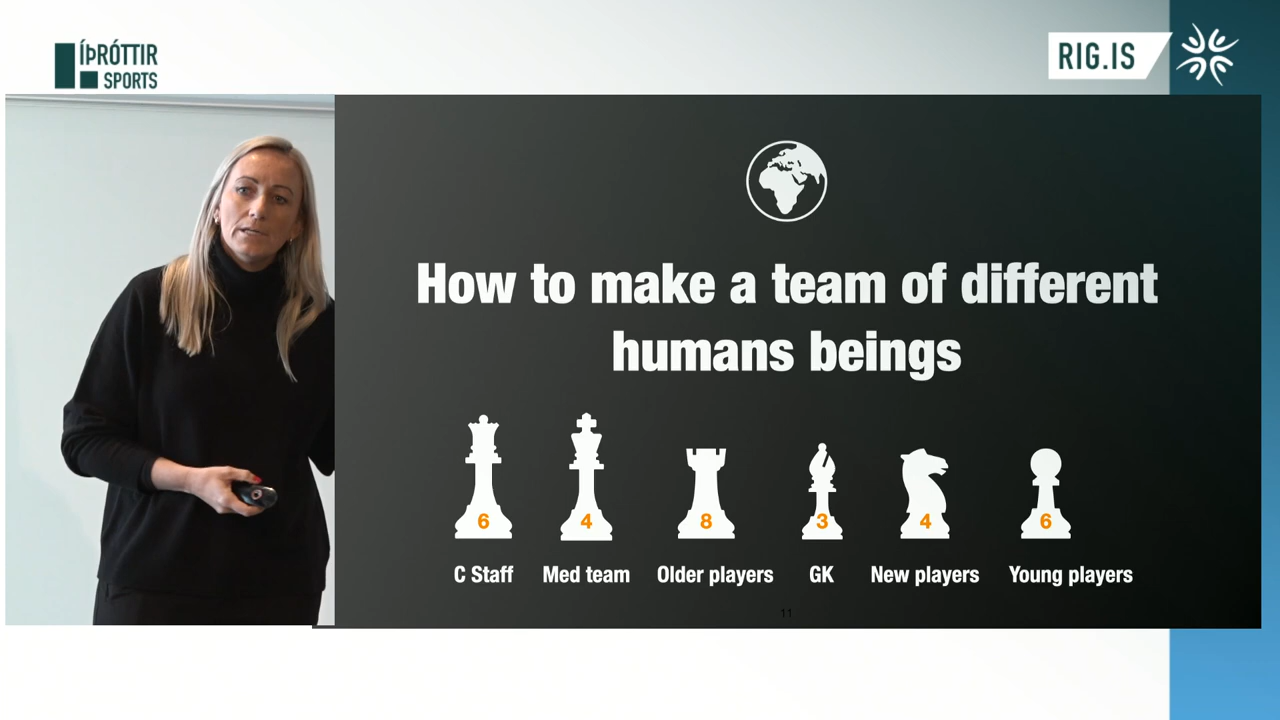 ÍÞRÓTTIR
SPORTS
RIG.IS
How to make a team of different
humans beings
6 4 8 3 4 6
C Staff Med team Older players GK New players Young players
11